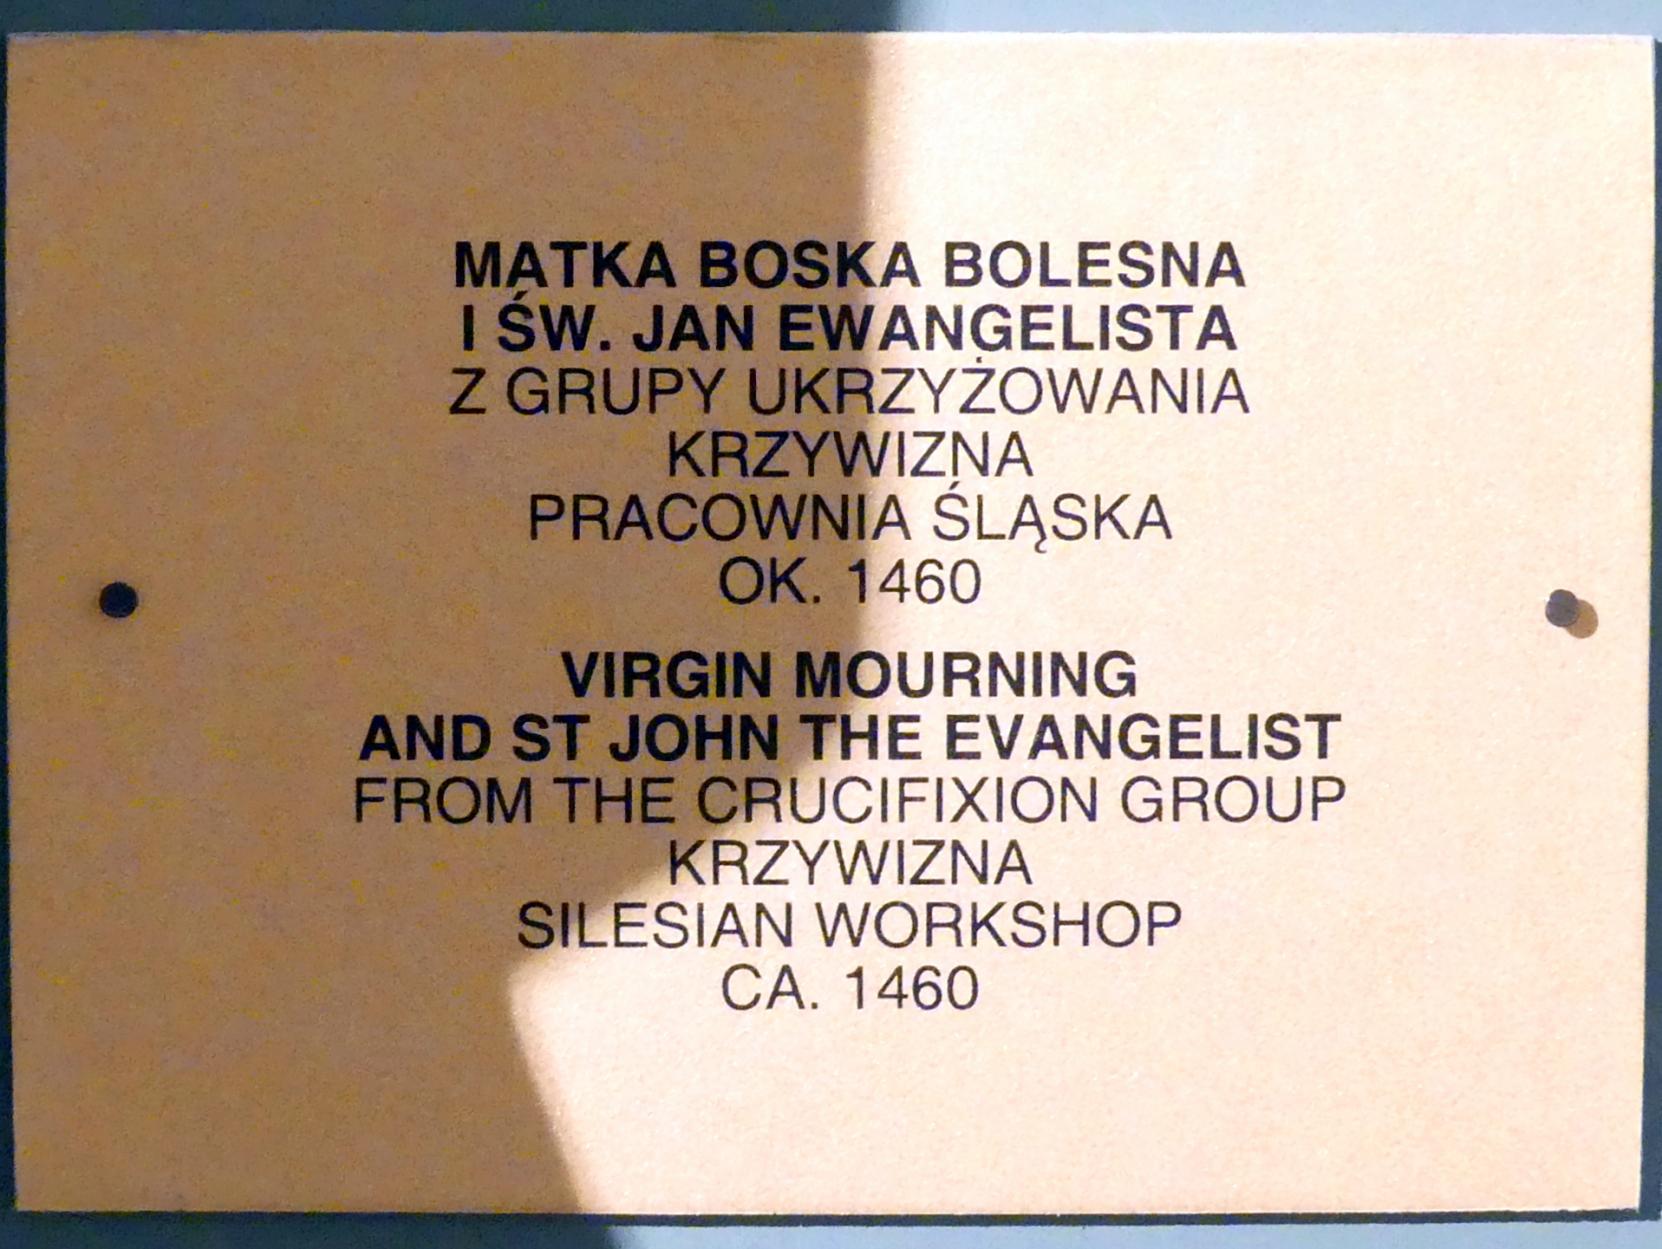 MATKA BOSKA BOLESNA
I ŚW. JAN EWANGELISTA
Z GRUPY UKRZYŻOWANIA
KRZYWIZNA
PRACOWNIA ŚLĄSKA
OK. 1460
VIRGIN MOURNING
AND ST JOHN THE EVANGELIST
FROM THE CRUCIFIXION GROUP
KRZYWIZNA
SILESIAN WORKSHOP
CA. 1460